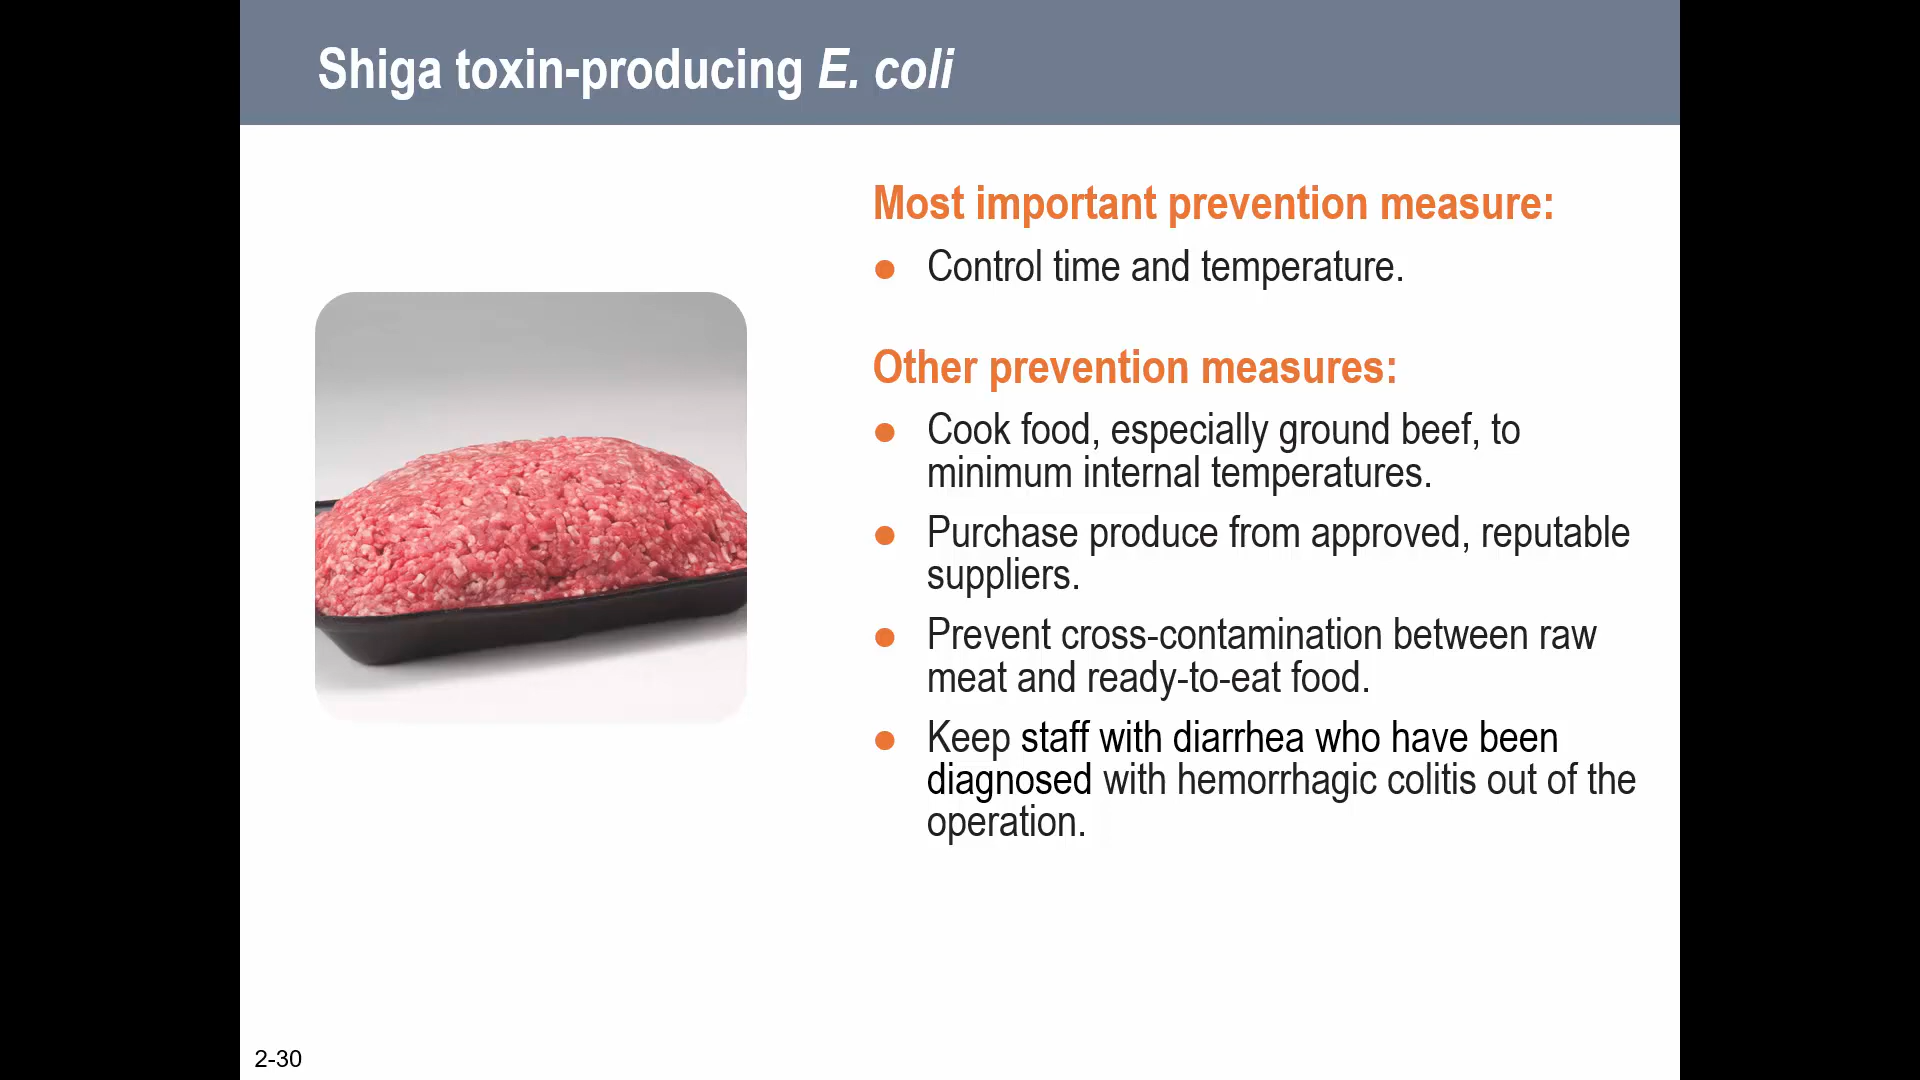 Shiga toxin-producing E. coli
Most important prevention measure:
● Control time and temperature.
Other prevention measures:
● Cook food, especially ground beef, to
minimum internal temperatures.
● Purchase produce from approved, reputable
suppliers.
● Prevent cross-contamination between raw
meat and ready-to-eat food.
● Keep staff with diarrhea who have been
diagnosed with hemorrhagic colitis out of the
operation.
2-30